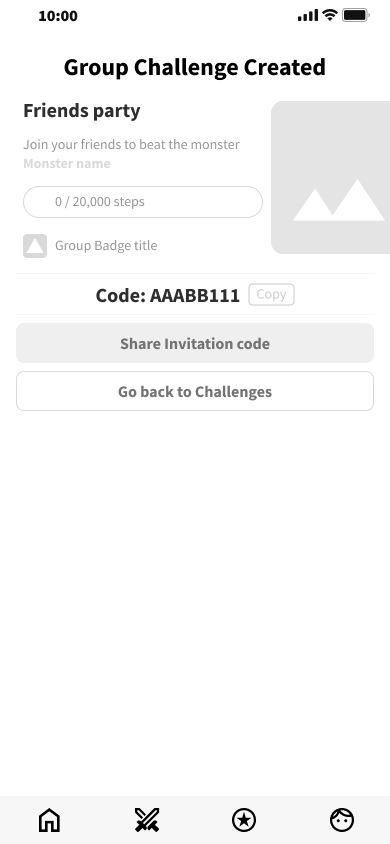 10:00
Group Challenge Created
Friends party
Join your friends to beat the monster
Monster name
0 / 20,000 steps
Group Badge title
Code: AAABB111 Copy
Share Invitation code
Go back to Challenges